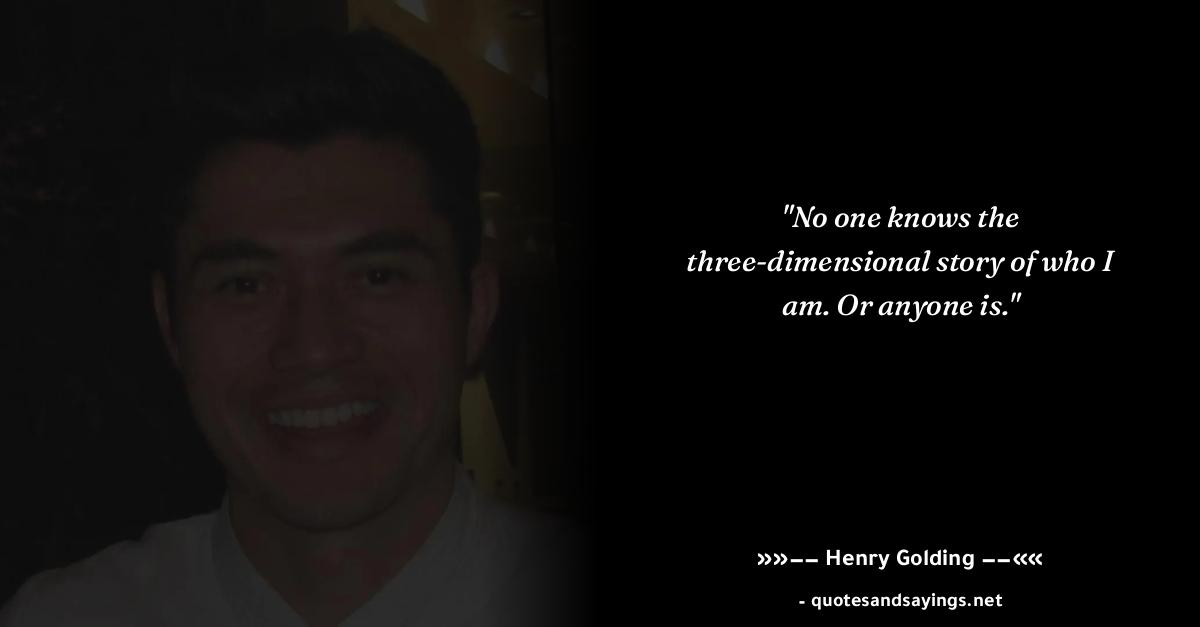 "No one knows the
three-dimensional story of who I
am. Or anyone is."
»»–– Henry Golding ––««
- quotesandsayings.net